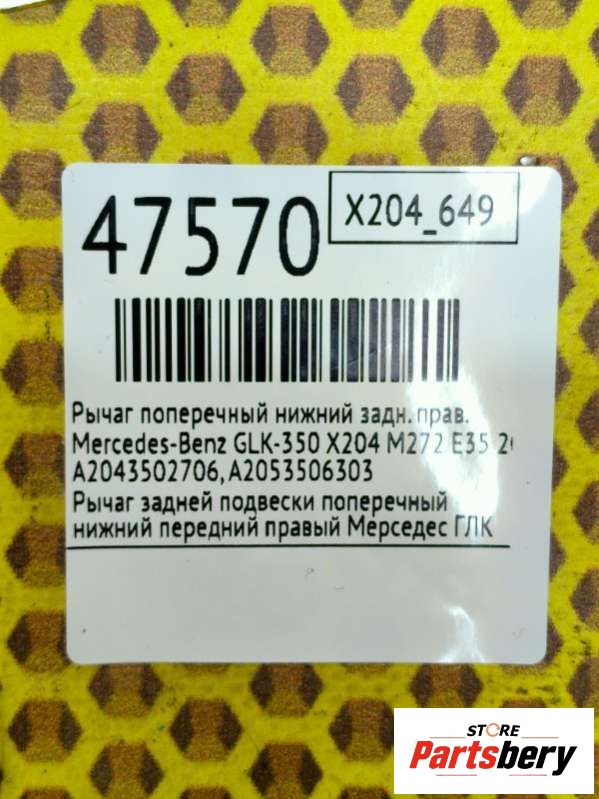 47570
X204_649
Рычаг поперечный нижний задн. прав.
Mercedes-Benz GLK-350 X204 M272 E35 2
A2043502706, A2053506303
Рычаг задней подвески поперечный
нижний передний правый Мерседес ГЛК
STORE
Partsbery